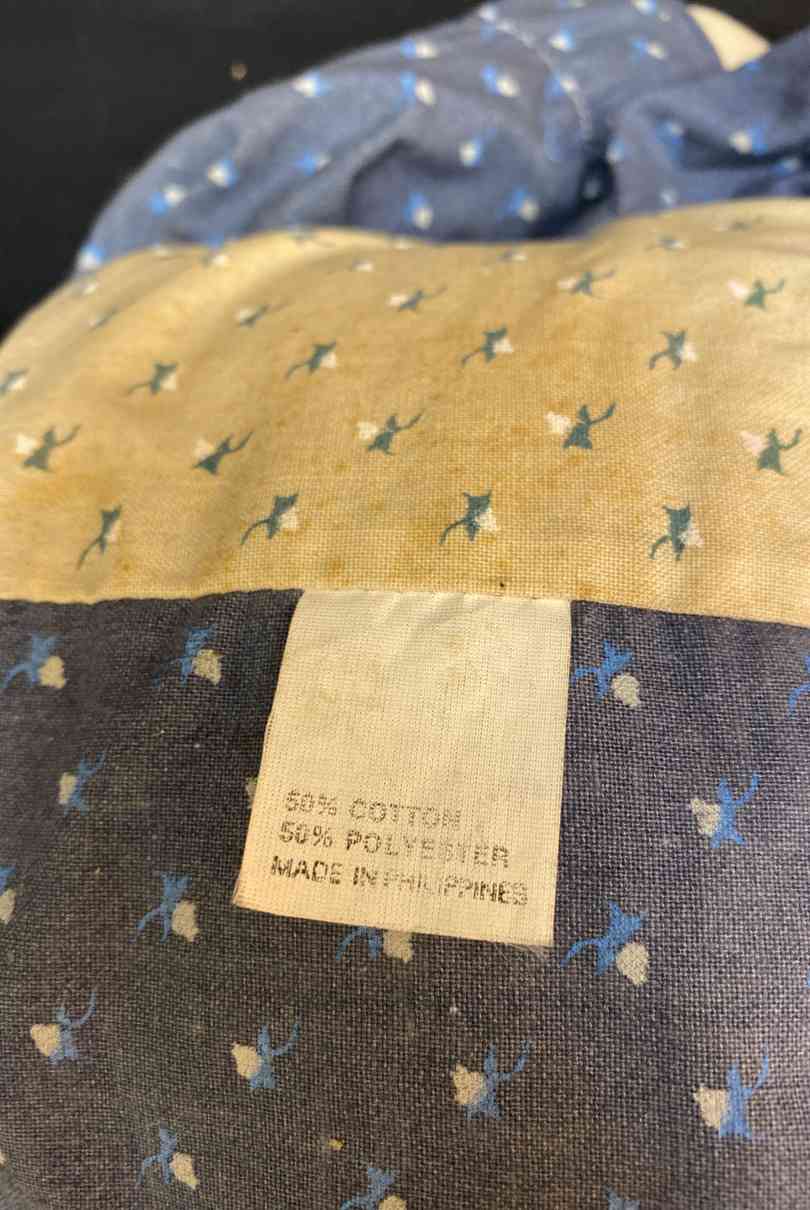 50% COTTON
50% POLYESTER
MADE IN PHILIPPINES